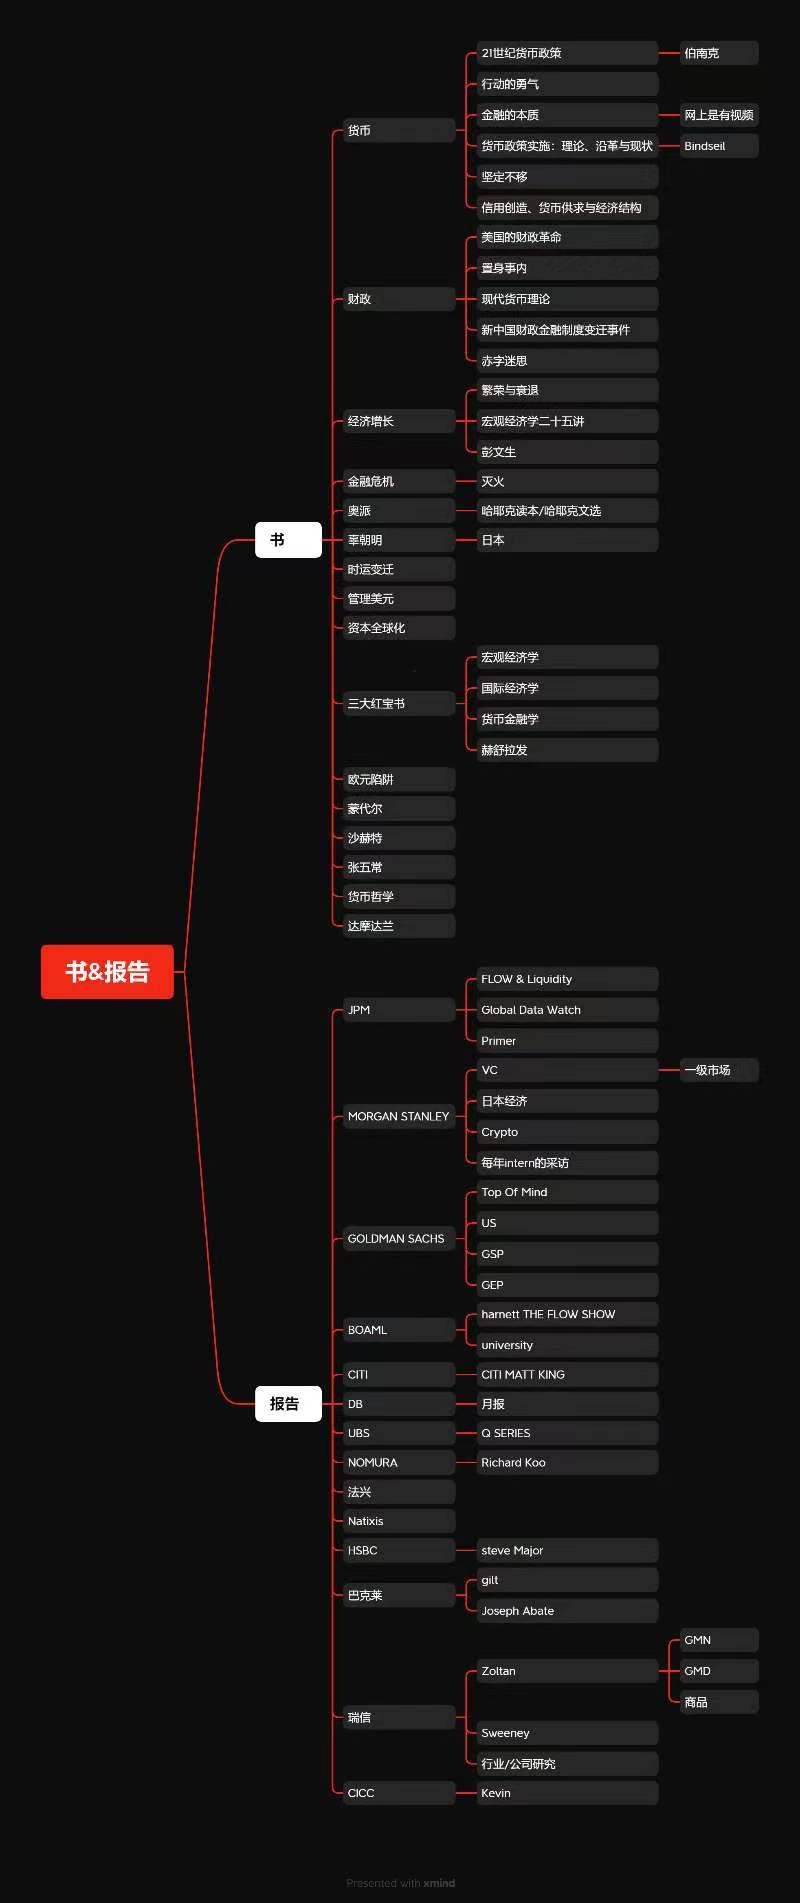 书&报告
书
货币
21世纪货币政策
伯南克
行动的勇气
金融的本质
网上是有视频
货币政策实施：理论、沿革与现状
Bindseil
坚定不移
信用创造、货币供求与经济结构
财政
美国的财政革命
置身事内
现代货币理论
新中国财政金融制度变迁事件
赤字迷思
经济增长
繁荣与衰退
宏观经济学二十五讲
彭文生
金融危机
灭火
奥派
哈耶克读本/哈耶克文选
辜朝明
日本
时运变迁
管理美元
资本全球化
三大红宝书
宏观经济学
国际经济学
货币金融学
赫舒拉发
欧元陷阱
蒙代尔
沙赫特
张五常
货币哲学
达摩达兰
报告
JPM
FLOW & Liquidity
Global Data Watch
Primer
MORGAN STANLEY
VC
一级市场
日本经济
Crypto
每年intern的采访
GOLDMAN SACHS
Top Of Mind
US
GSP
GEP
BOAML
harnett THE FLOW SHOW
university
CITI
CITI MATT KING
DB
月报
UBS
Q SERIES
NOMURA
Richard Koo
法兴
Natixis
HSBC
steve Major
巴克莱
gilt
Joseph Abate
瑞信
Zoltan
GMN
GMD
商品
Sweeney
行业/公司研究
CICC
Kevin
Presented with xmind